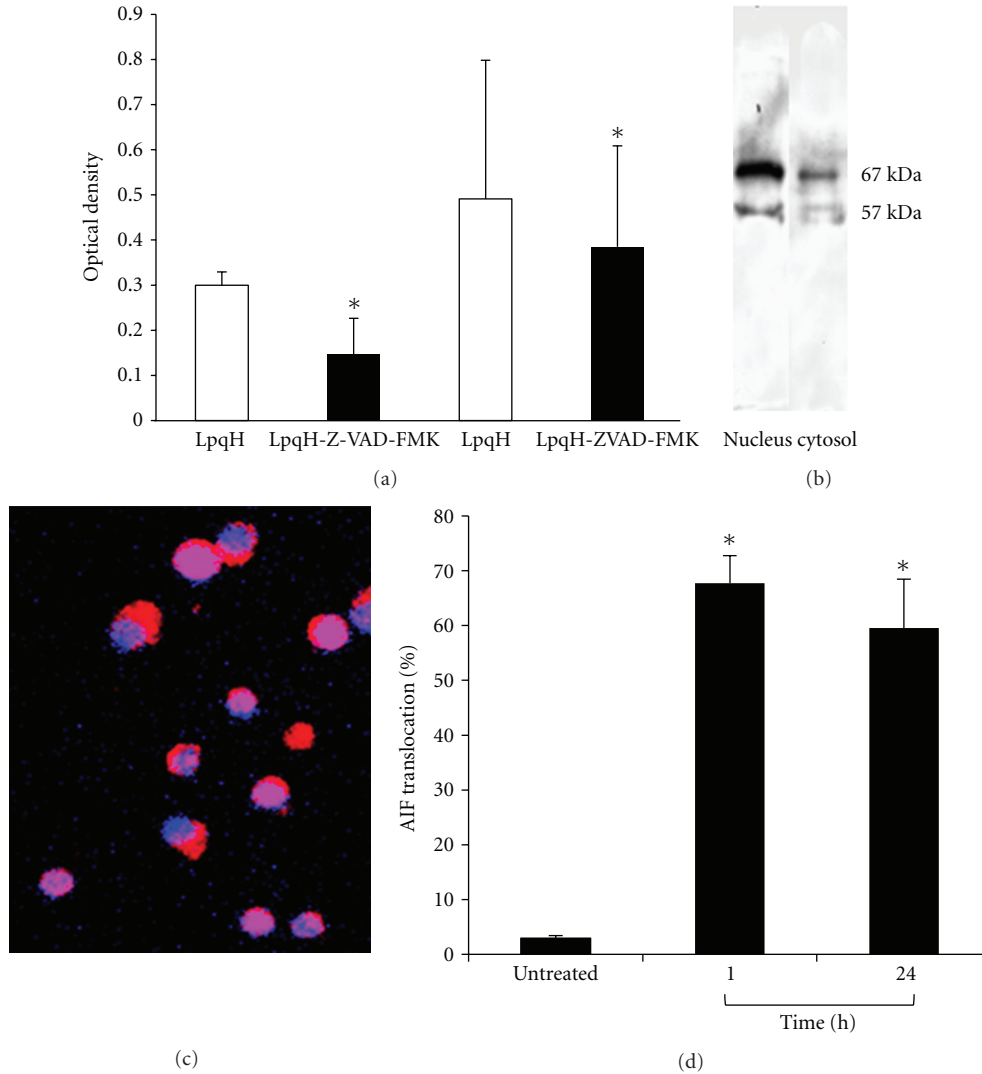 0.9
0.8
0.7
0.6
0.5
0.4
0.3
0.2
0.1
0
Optical density
*
*
LpqH
LpqH-Z-VAD-FMK
LpqH
LpqH-ZVAD-FMK
(a)
67 kDa
57 kDa
Nucleus cytosol
(b)
(c)
80
70
60
50
40
30
20
10
0
AIF translocation (%)
*
*
Untreated
1
24
Time (h)
(d)